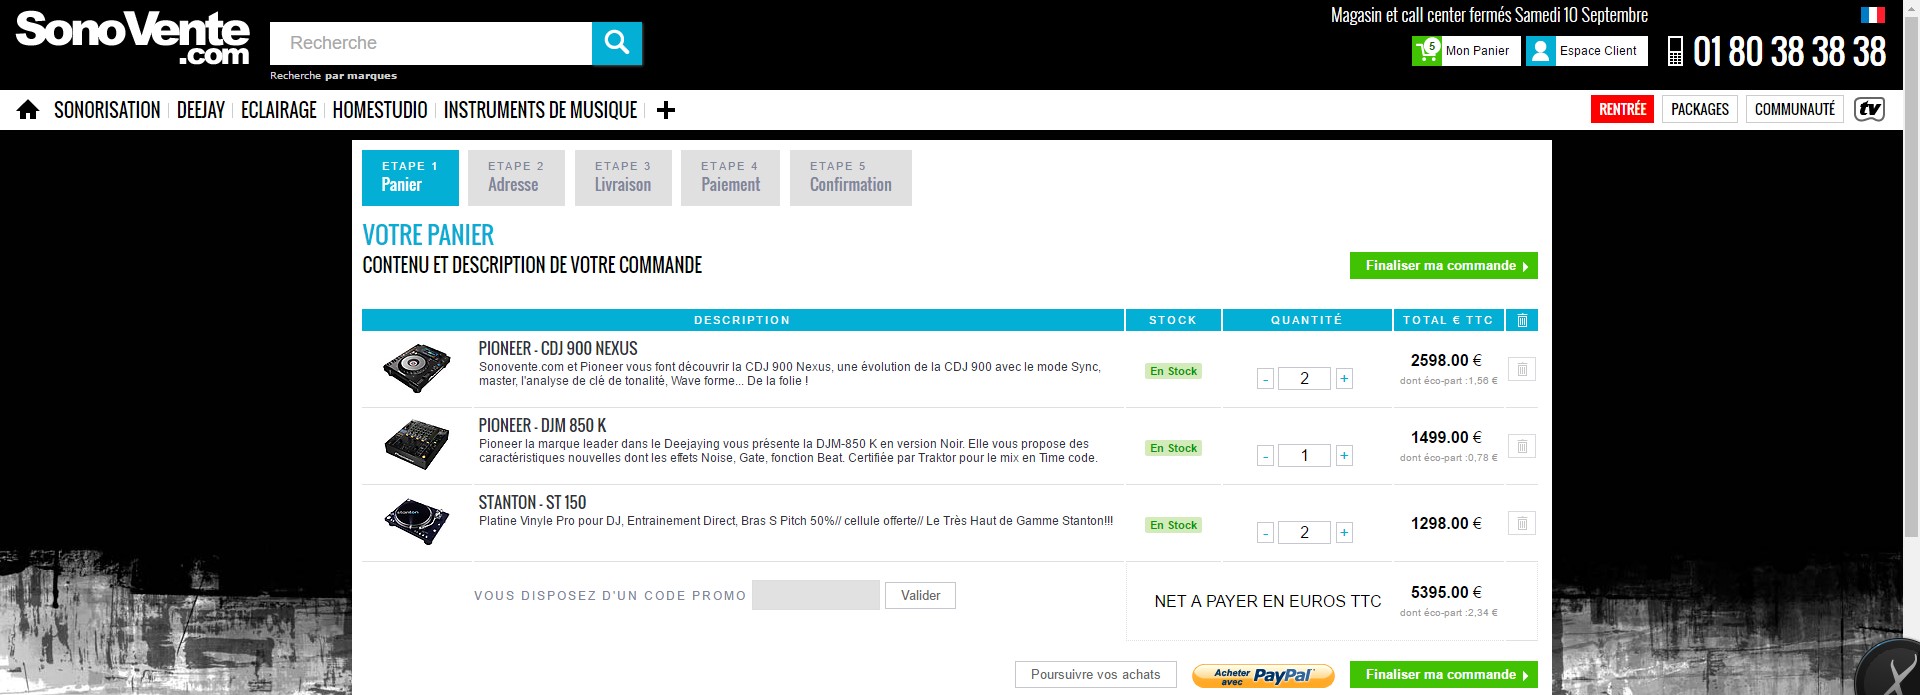 SonoVente
.com
Recherche
Recherche par marques
Magasin et call center fermés Samedi 10 Septembre
5 Mon Panier
Espace Client
01 80 38 38 38
SONORISATION DEEJAY ECLAIRAGE HOMESTUDIO INSTRUMENTS DE MUSIQUE +
RENTRÉE PACKAGES COMMUNAUTÉ tv
ETAPE 1 ETAPE 2 ETAPE 3 ETAPE 4 ETAPE 5
Panier Adresse Livraison Paiement Confirmation
VOTRE PANIER
CONTENU ET DESCRIPTION DE VOTRE COMMANDE
Finaliser ma commande
DESCRIPTION STOCK QUANTITÉ TOTAL € TTC
PIONEER - CDJ 900 NEXUS
Sonovente.com et Pioneer vous font découvrir la CDJ 900 Nexus, une évolution de la CDJ 900 avec le mode Sync,
master, l'analyse de clé de tonalité, Wave forme... De la folie !
En Stock
- 2 +
2598.00 €
dont éco-part :1,56 €
PIONEER - DJM 850 K
Pioneer la marque leader dans le Deejaying vous présente la DJM-850 K en version Noir. Elle vous propose des
caractéristiques nouvelles dont les effets Noise, Gate, fonction Beat. Certifiée par Traktor pour le mix en Time code.
En Stock
- 1 +
1499.00 €
dont éco-part :0,78 €
STANTON - ST 150
Platine Vinyle Pro pour DJ, Entrainement Direct, Bras S Pitch 50%// cellule offerte// Le Très Haut de Gamme Stanton!!!
stanton
En Stock
- 2 +
1298.00 €
VOUS DISPOSEZ D'UN CODE PROMO
Valider
NET A PAYER EN EUROS TTC
5395.00 €
dont éco-part :2,34 €
Poursuivre vos achats
Acheter
avec PayPal
Finaliser ma commande